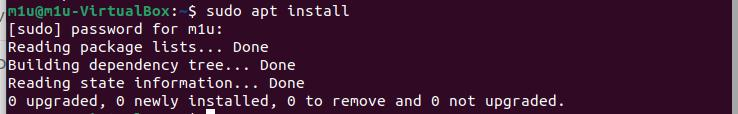 m1u@m1u-VirtualBox:~$ sudo apt install
[sudo] password for m1u:
Reading package lists... Done
Building dependency tree... Done
Reading state information... Done
0 upgraded, 0 newly installed, 0 to remove and 0 not upgraded.